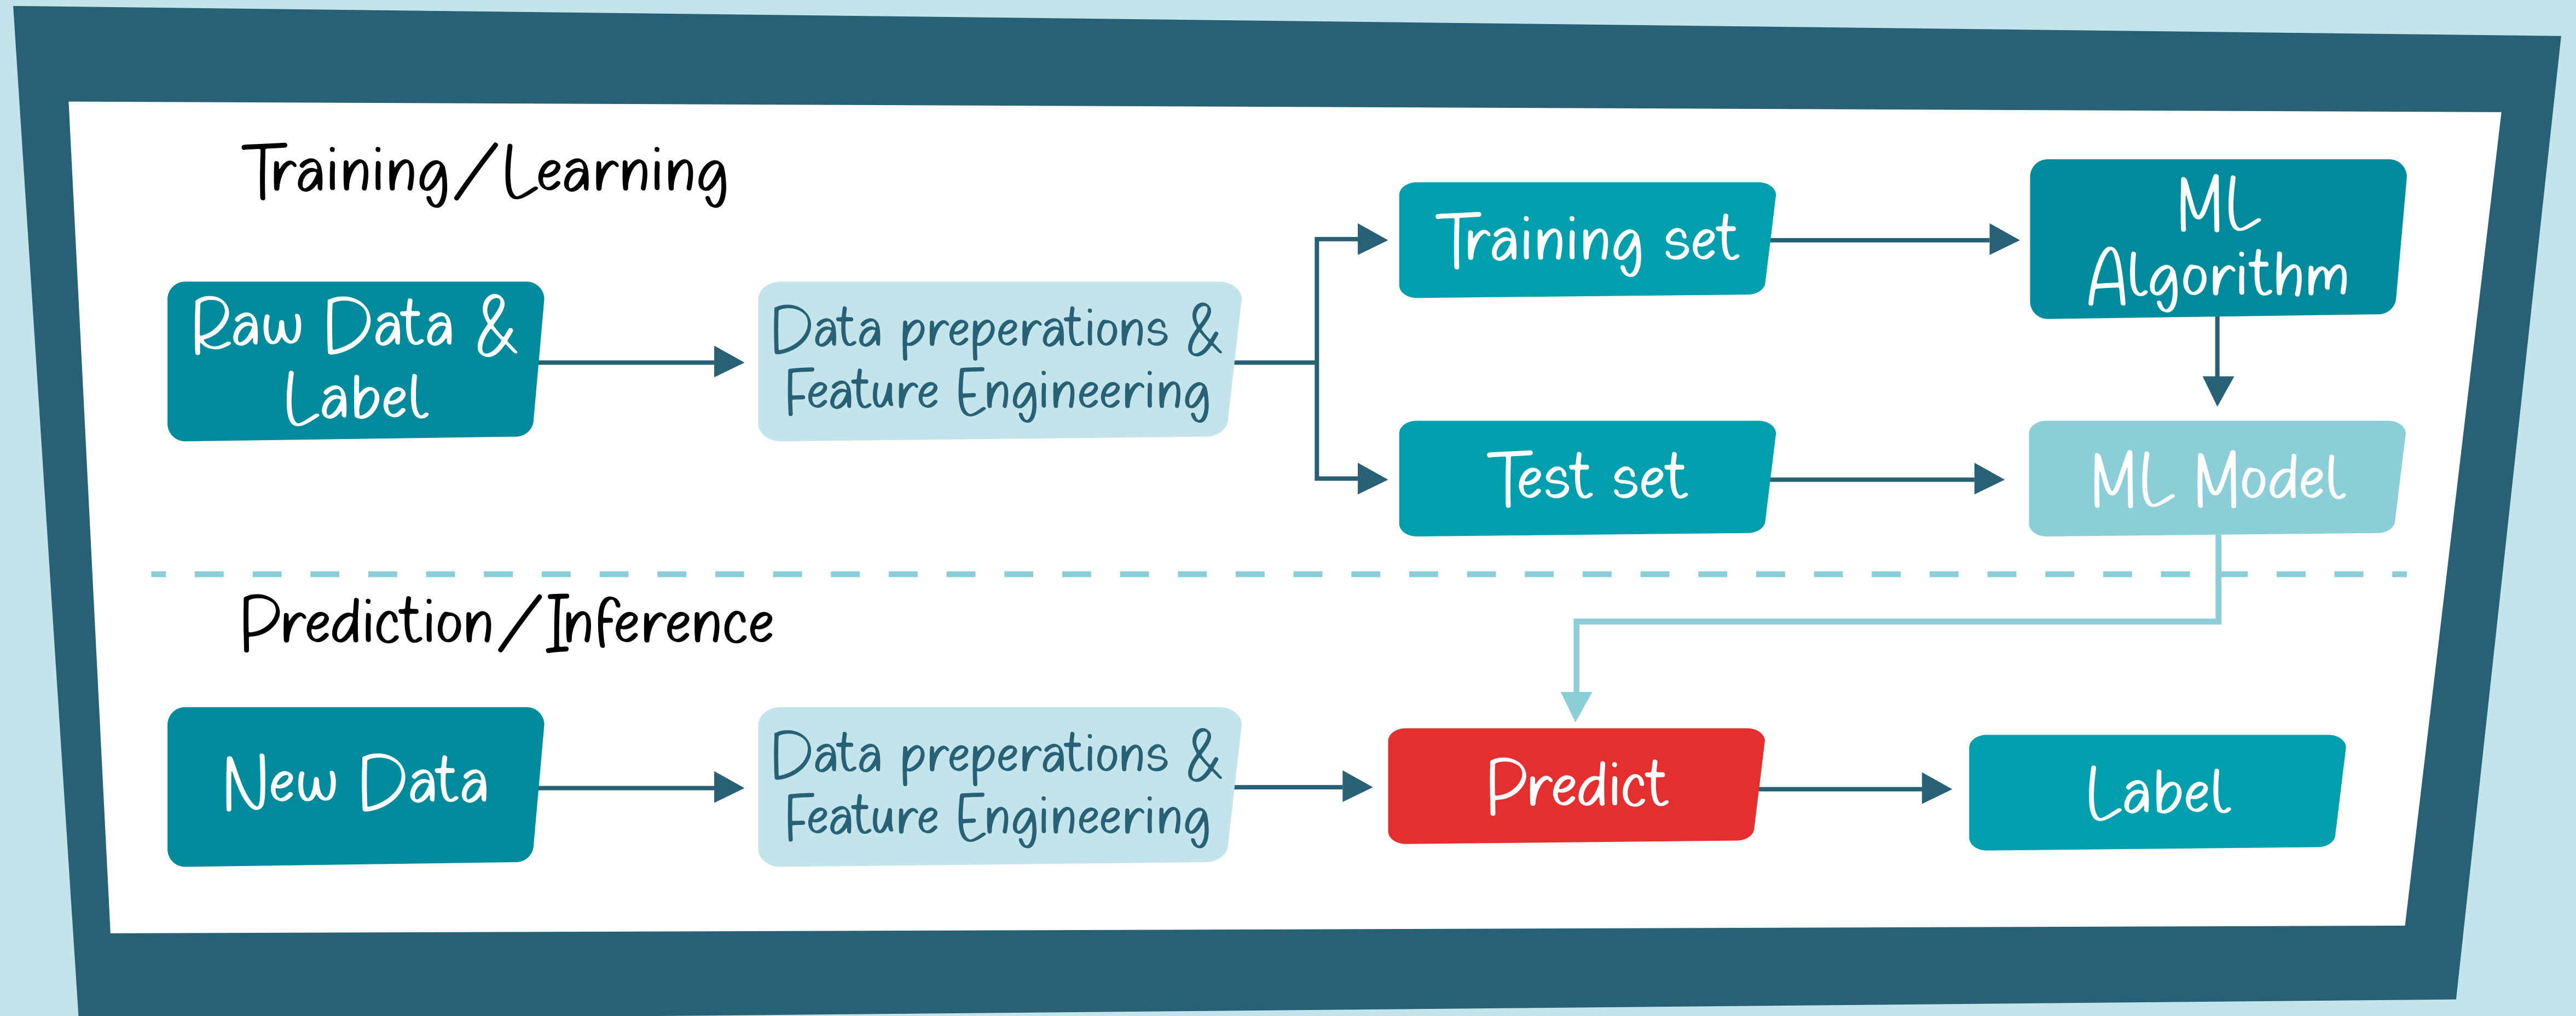 Training/Learning
Raw Data &
Label
Data preperations &
Feature Engineering
Training set
ML
Algorithm
Test set
ML Model
Prediction/Inference
New Data
Data preperations &
Feature Engineering
Predict
Label